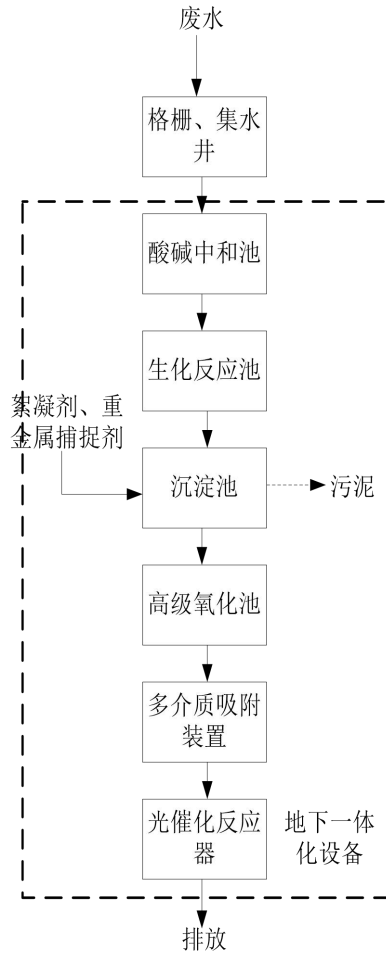 废水
格栅、集水
井
酸碱中和池
生化反应池
絮凝剂、重
金属捕捉剂
沉淀池
污泥
高级氧化池
多介质吸附
装置
光催化反应
器
地下一体
化设备
排放